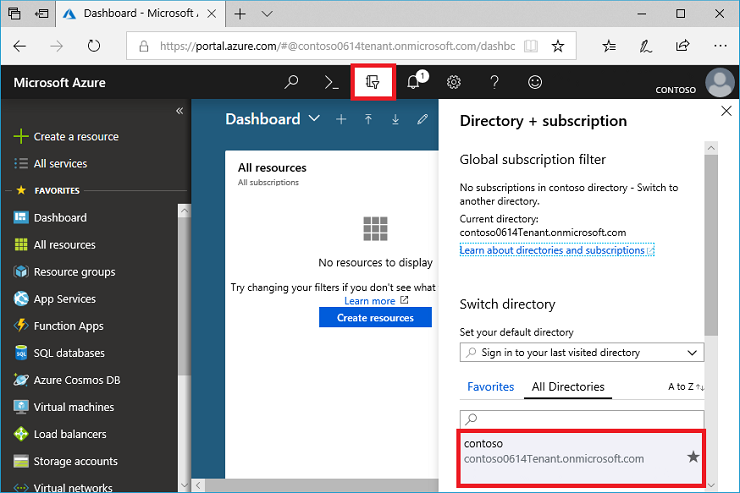 Dashboard - Microsoft A
https://portal.azure.com/#@contoso0614tenant.onmicrosoft.com/dashbc
Microsoft Azure
1
CONTOSO
Create a resource
All services
FAVORITES
Dashboard
All resources
Resource groups
App Services
Function Apps
SQL databases
Azure Cosmos DB
Virtual machines
Load balancers
Storage accounts
Virtual networks
Dashboard
All resources
All subscriptions
No resources to display
Try changing your filters if you don't see what
Learn more
Create resources
Directory + subscription
Global subscription filter
No subscriptions in contoso directory - Switch to
another directory.
Current directory:
contoso0614Tenant.onmicrosoft.com
Learn about directories and subscriptions
Switch directory
Set your default directory
Sign in to your last visited directory
Favorites All Directories A to Z
contoso
contoso0614Tenant.onmicrosoft.com